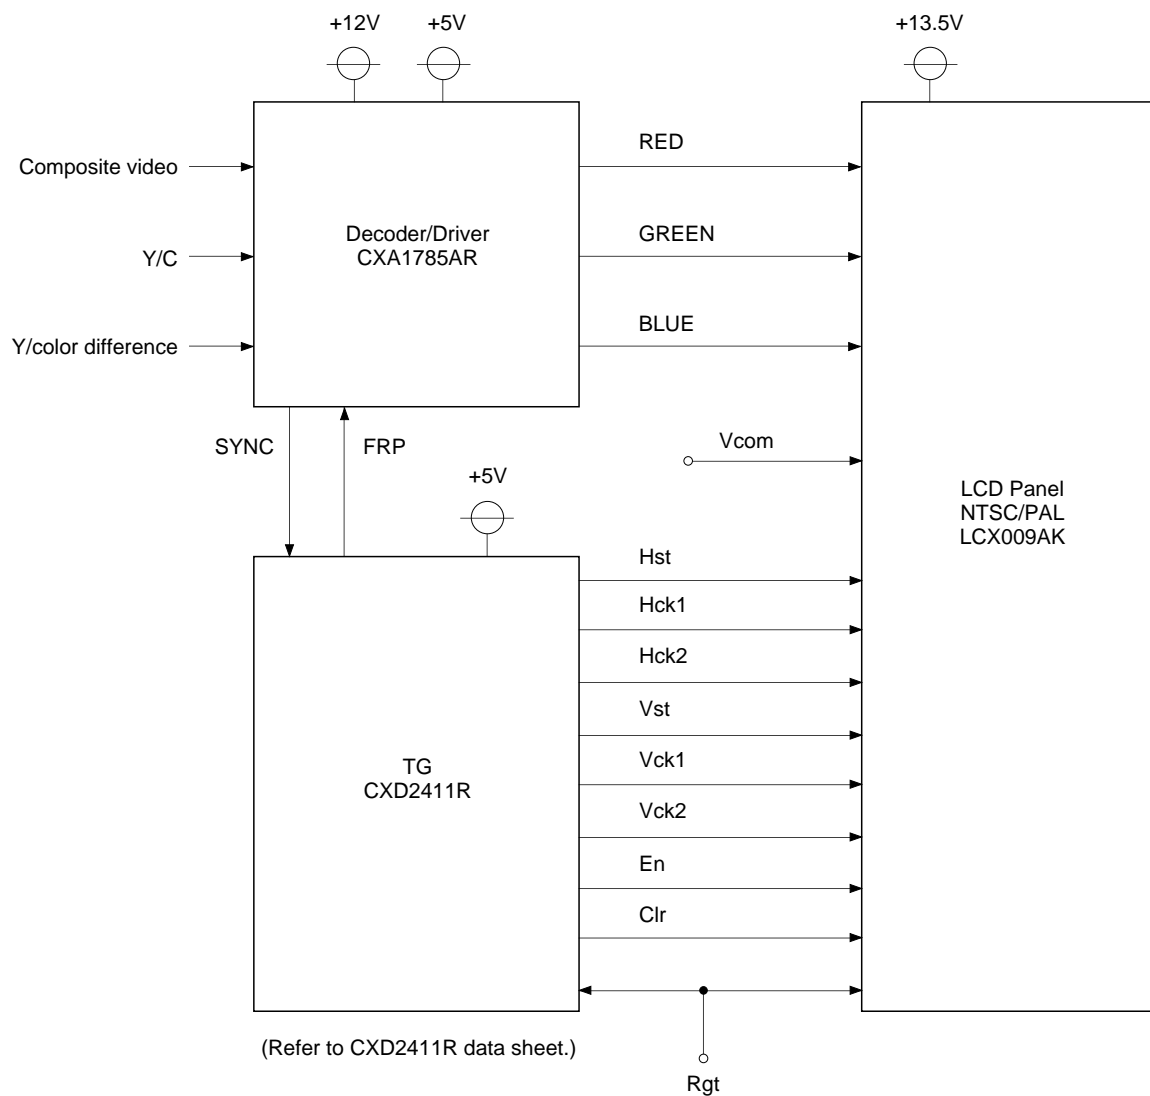 +12V
+5V
+13.5V
RED
Composite video
Decoder/Driver
CXA1785AR
GREEN
Y/C
BLUE
Y/color difference
SYNC
FRP
Vcom
+5V
LCD Panel
NTSC/PAL
LCX009AK
Hst
Hck1
Hck2
Vst
TG
CXD2411R
Vck1
Vck2
En
Clr
(Refer to CXD2411R data sheet.)
Rgt